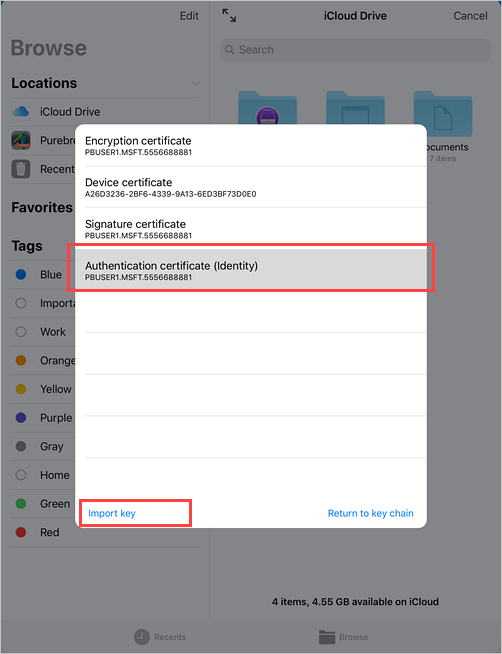 Edit
iCloud Drive
Cancel
Browse
Search
Locations
iCloud Drive
Purebre
Recent
Favorites
Tags
Blue
Importa
Work
Orange
Yellow
Purple
Gray
Home
Green
Red
ocuments
7 items
Encryption certificate
PBUSER1.MSFT.5556688881
Device certificate
A26D3236-2BF6-4339-9A13-6ED3BF73D0E0
Signature certificate
PBUSER1.MSFT.5556688881
Authentication certificate (Identity)
PBUSER1.MSFT.5556688881
Import key
Return to key chain
4 items, 4.55 GB available on iCloud
Recents
Browse